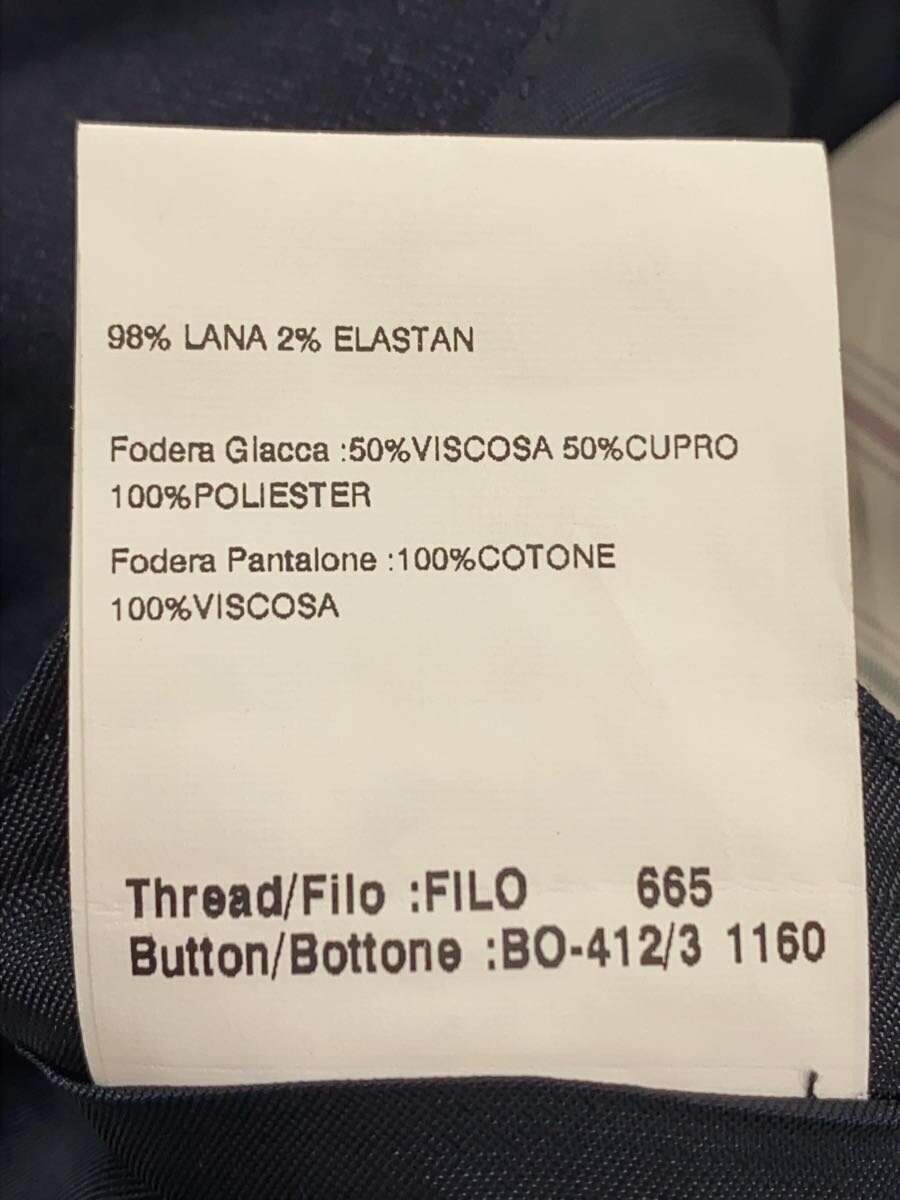 98% LANA 2% ELASTAN
Fodera Giacca :50%VISCOSA 50%CUPRO
100%POLIESTER
Fodera Pantalone :100%COTONE
100%VISCOSA
Thread/Filo :FILO 665
Button/Bottone :BO-412/3 1160